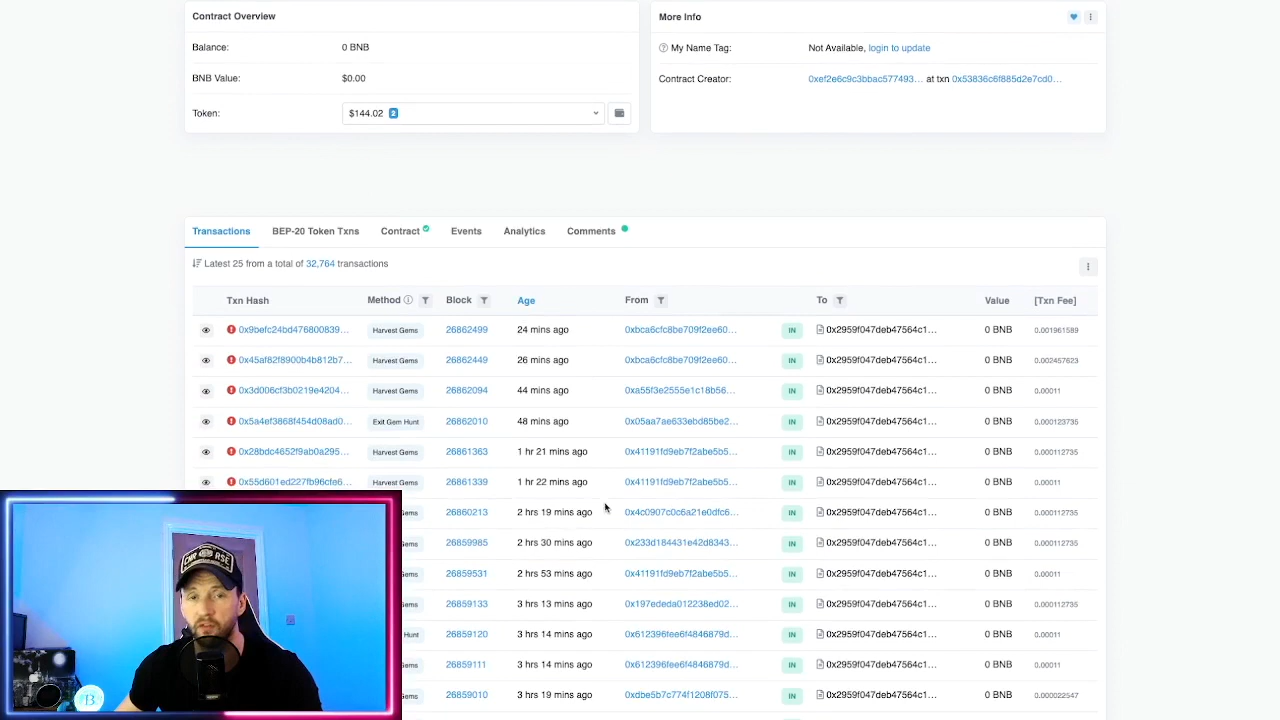 Contract Overview
Balance: 0 BNB
BNB Value: $0.00
Token: $144.02 2
More Info
My Name Tag: Not Available, login to update
Contract Creator: 0xef2e6c9c3bbac577493... at txn 0x53836c6f885d2e7cd0...
Transactions BEP-20 Token Txns Contract Events Analytics Comments
Latest 25 from a total of 32,764 transactions
Txn Hash Method Block Age From To Value [Txn Fee]
0x9befc24bd476800839... Harvest Gems 26862499 24 mins ago 0xbca6cfc8be709f2ee60... IN 0x2959f047deb47564c1... 0 BNB 0.001961589
0x45af82f8900b4b812b7... Harvest Gems 26862449 26 mins ago 0xbca6cfc8be709f2ee60... IN 0x2959f047deb47564c1... 0 BNB 0.002457623
0x3d006cf3b0219e4204... Harvest Gems 26862094 44 mins ago 0xa55f3e2555e1c18b56... IN 0x2959f047deb47564c1... 0 BNB 0.00011
0x5a4ef3868f454d08ad0... Exit Gem Hunt 26862010 48 mins ago 0x05aa7ae633ebd85be2... IN 0x2959f047deb47564c1... 0 BNB 0.000123735
0x28bdc4652f9ab0a295... Harvest Gems 26861363 1 hr 21 mins ago 0x41191fd9eb7f2abe5b5... IN 0x2959f047deb47564c1... 0 BNB 0.000112735
0x55d601ed227fb96cfe6... Harvest Gems 26861339 1 hr 22 mins ago 0x41191fd9eb7f2abe5b5... IN 0x2959f047deb47564c1... 0 BNB 0.00011
Gems 26860213 2 hrs 19 mins ago 0x4c0907c0c6a21e0dfc6... IN 0x2959f047deb47564c1... 0 BNB 0.000112735
ems 26859985 2 hrs 30 mins ago 0x233d184431e42d8343... IN 0x2959f047deb47564c1... 0 BNB 0.000112735
ems 26859531 2 hrs 53 mins ago 0x41191fd9eb7f2abe5b5... IN 0x2959f047deb47564c1... 0 BNB 0.00011
ems 26859133 3 hrs 13 mins ago 0x197ededa012238ed02... IN 0x2959f047deb47564c1... 0 BNB 0.000112735
Hunt 26859120 3 hrs 14 mins ago 0x612396fee6f4846879d... IN 0x2959f047deb47564c1... 0 BNB 0.00011
ems 26859111 3 hrs 14 mins ago 0x612396fee6f4846879d... IN 0x2959f047deb47564c1... 0 BNB 0.00011
ems 26859010 3 hrs 19 mins ago 0xdbe5b7c774f1208f075... IN 0x2959f047deb47564c1... 0 BNB 0.000022547